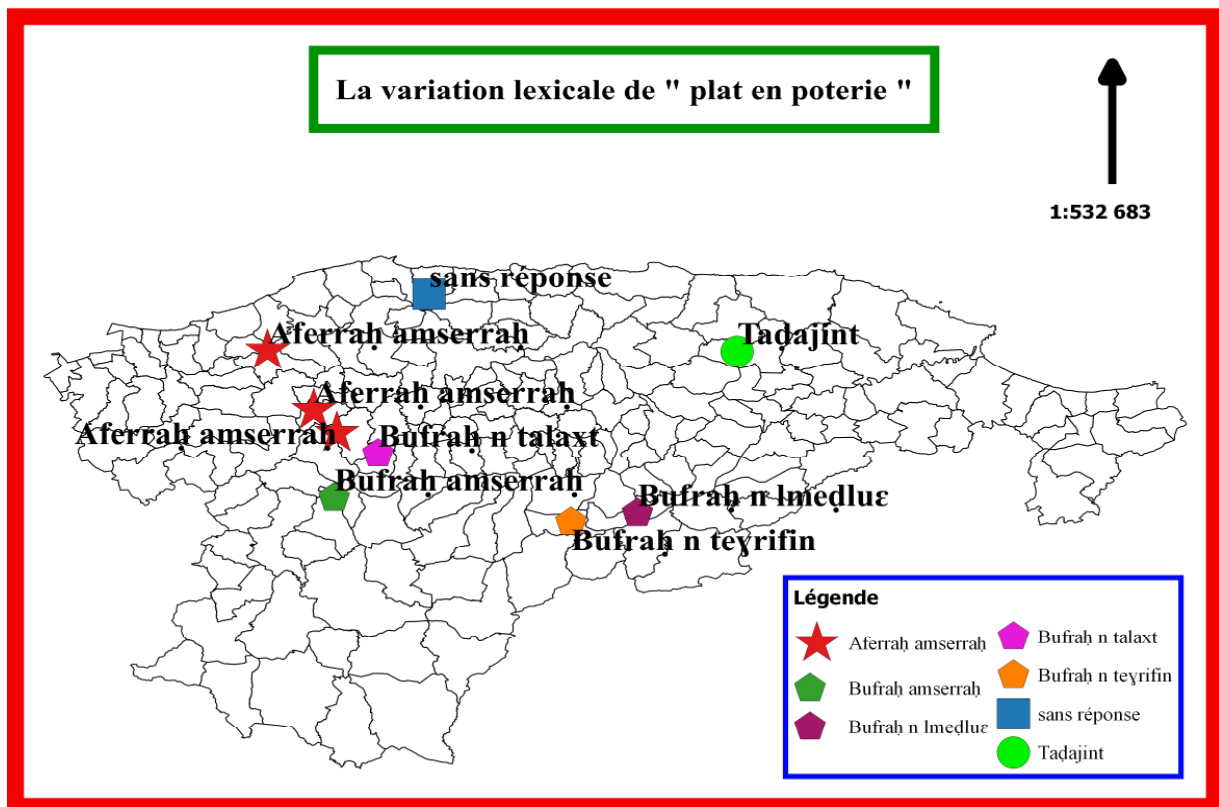 La variation lexicale de " plat en poterie "
1:532 683
sans réponse
Aferraḥ amserraḥ
Taḍajint
Aferraḥ amserraḥ
Aferraḥ amserraḥ
Bufraḥ n talaxt
Bufraḥ amserraḥ
Bufraḥ n lmeḍluɛ
Bufraḥ n teɣrifin
Légende
Aferraḥ amserraḥ
Bufraḥ amserraḥ
Bufraḥ n lmeḍluɛ
Bufraḥ n talaxt
Bufraḥ n teɣrifin
sans réponse
Taḍajint